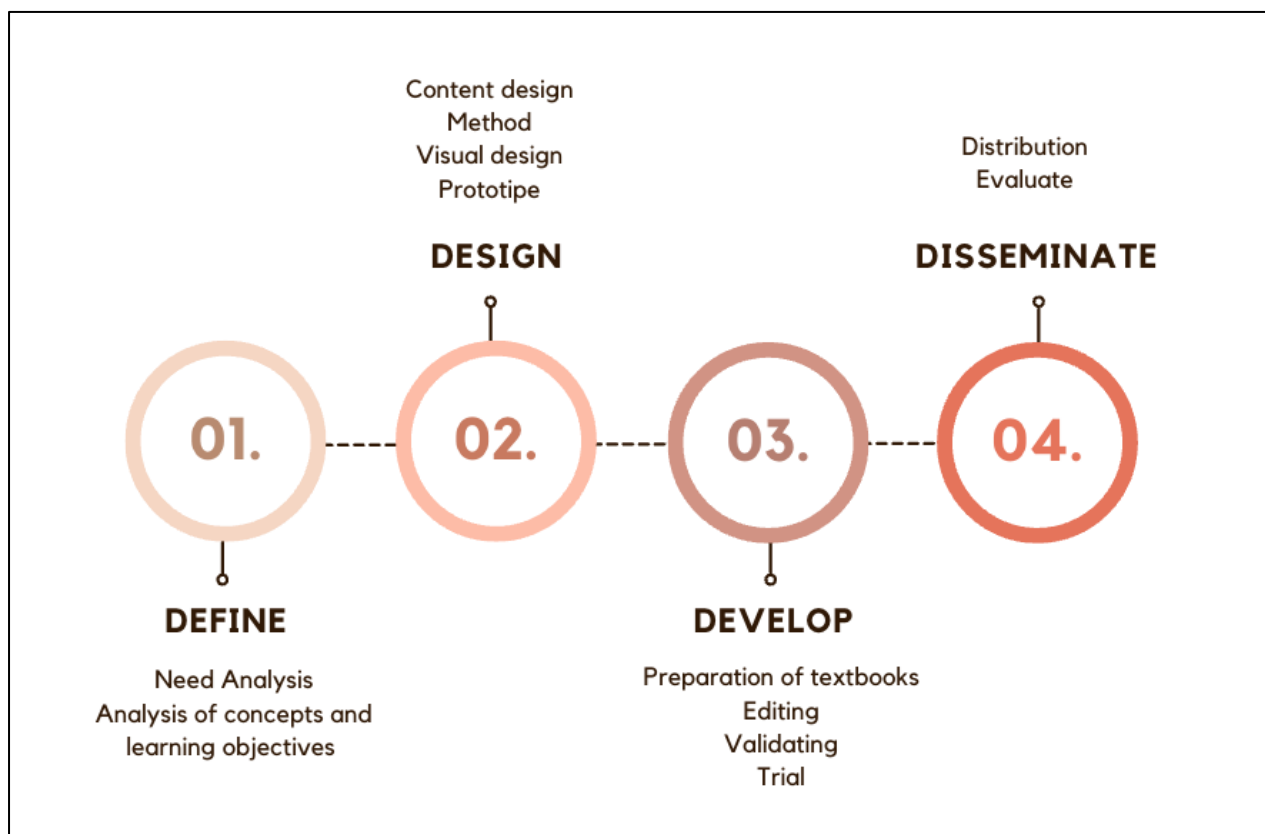 01.
DEFINE
Need Analysis
Analysis of concepts and
learning objectives
Content design
Method
Visual design
Prototipe
DESIGN
02.
03.
DEVELOP
Preparation of textbooks
Editing
Validating
Trial
Distribution
Evaluate
DISSEMINATE
04.